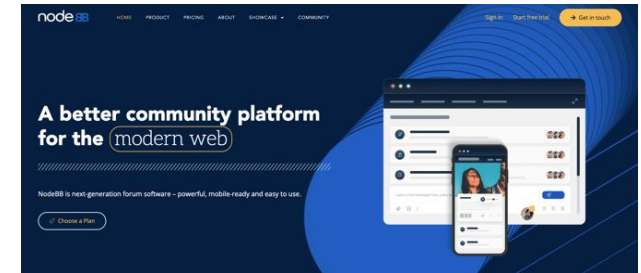 nodeBB HOME PRODUCT PRICING ABOUT SHOWCASE COMMUNITY Sign in Start free trial → Get in touch
A better community platform
for the modern web
NodeBB is next-generation forum software – powerful, mobile-ready and easy to use.
Choose a Plan